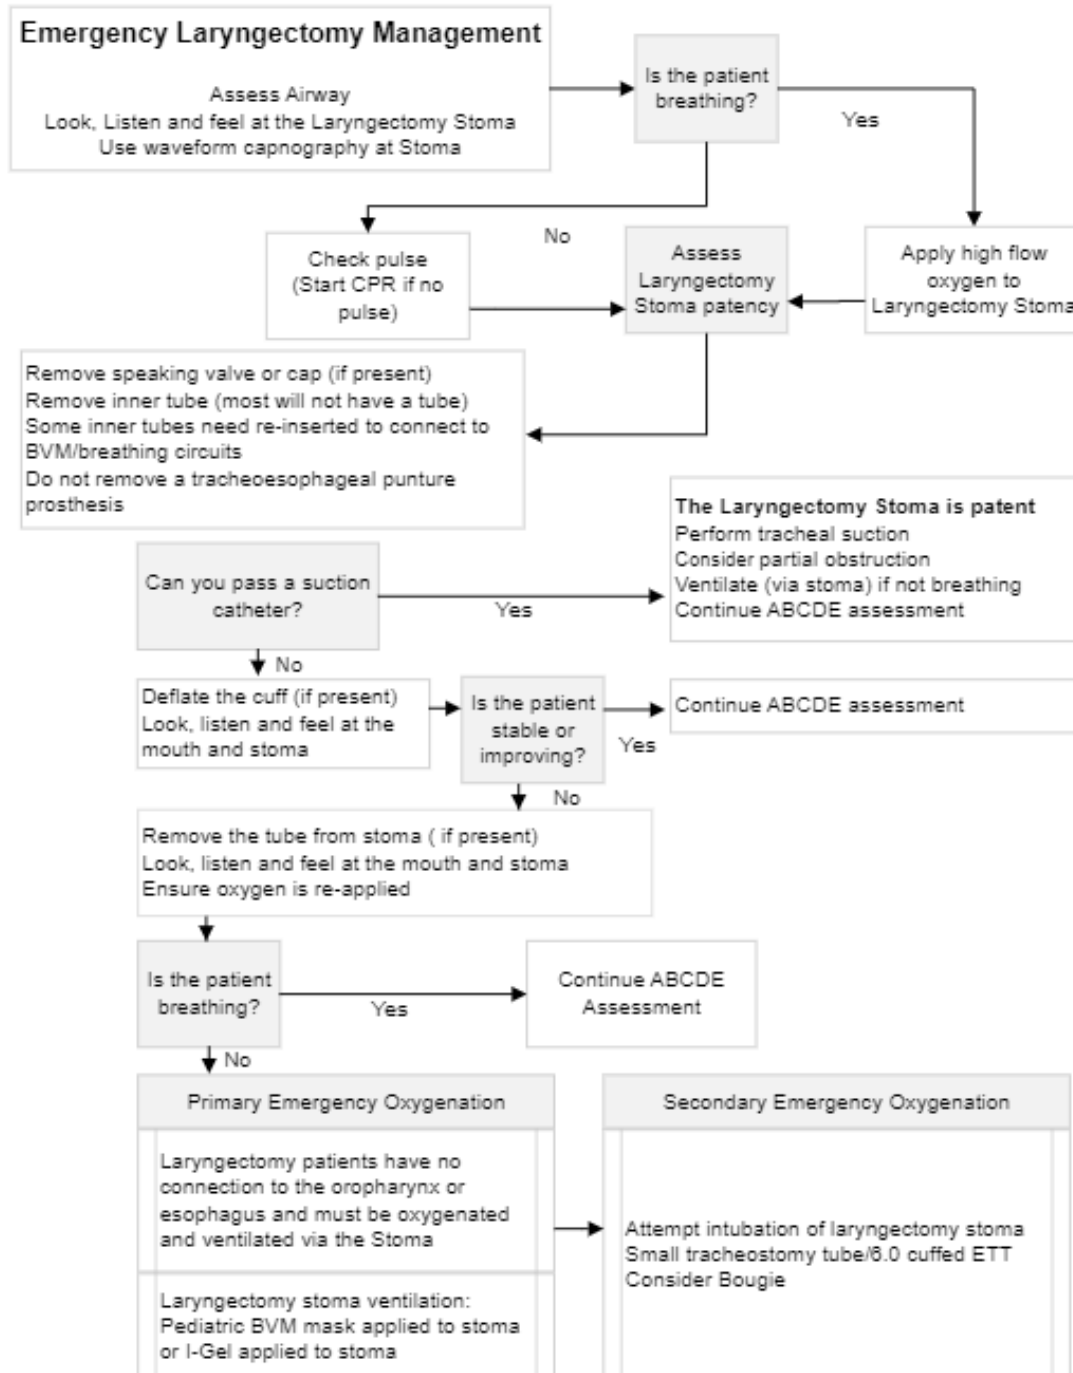 Emergency Laryngectomy Management
Assess Airway
Look, Listen and feel at the Laryngectomy Stoma
Use waveform capnography at Stoma
Is the patient
breathing?
Yes
No
Check pulse
(Start CPR if no
pulse)
Assess
Laryngectomy
Stoma patency
Apply high flow
oxygen to
Laryngectomy Stoma
Remove speaking valve or cap (if present)
Remove inner tube (most will not have a tube)
Some inner tubes need re-inserted to connect to
BVM/breathing circuits
Do not remove a tracheoesophageal punture
prosthesis
The Laryngectomy Stoma is patent
Perform tracheal suction
Consider partial obstruction
Ventilate (via stoma) if not breathing
Continue ABCDE assessment
Can you pass a suction
catheter?
Yes
No
Deflate the cuff (if present)
Look, listen and feel at the
mouth and stoma
Is the patient
stable or
improving?
Yes
Continue ABCDE assessment
No
Remove the tube from stoma ( if present)
Look, listen and feel at the mouth and stoma
Ensure oxygen is re-applied
Is the patient
breathing?
Yes
Continue ABCDE
Assessment
No
Primary Emergency Oxygenation
Laryngectomy patients have no
connection to the oropharynx or
esophagus and must be oxygenated
and ventilated via the Stoma
Laryngectomy stoma ventilation:
Pediatric BVM mask applied to stoma
or I-Gel applied to stoma
Secondary Emergency Oxygenation
Attempt intubation of laryngectomy stoma
Small tracheostomy tube/6.0 cuffed ETT
Consider Bougie